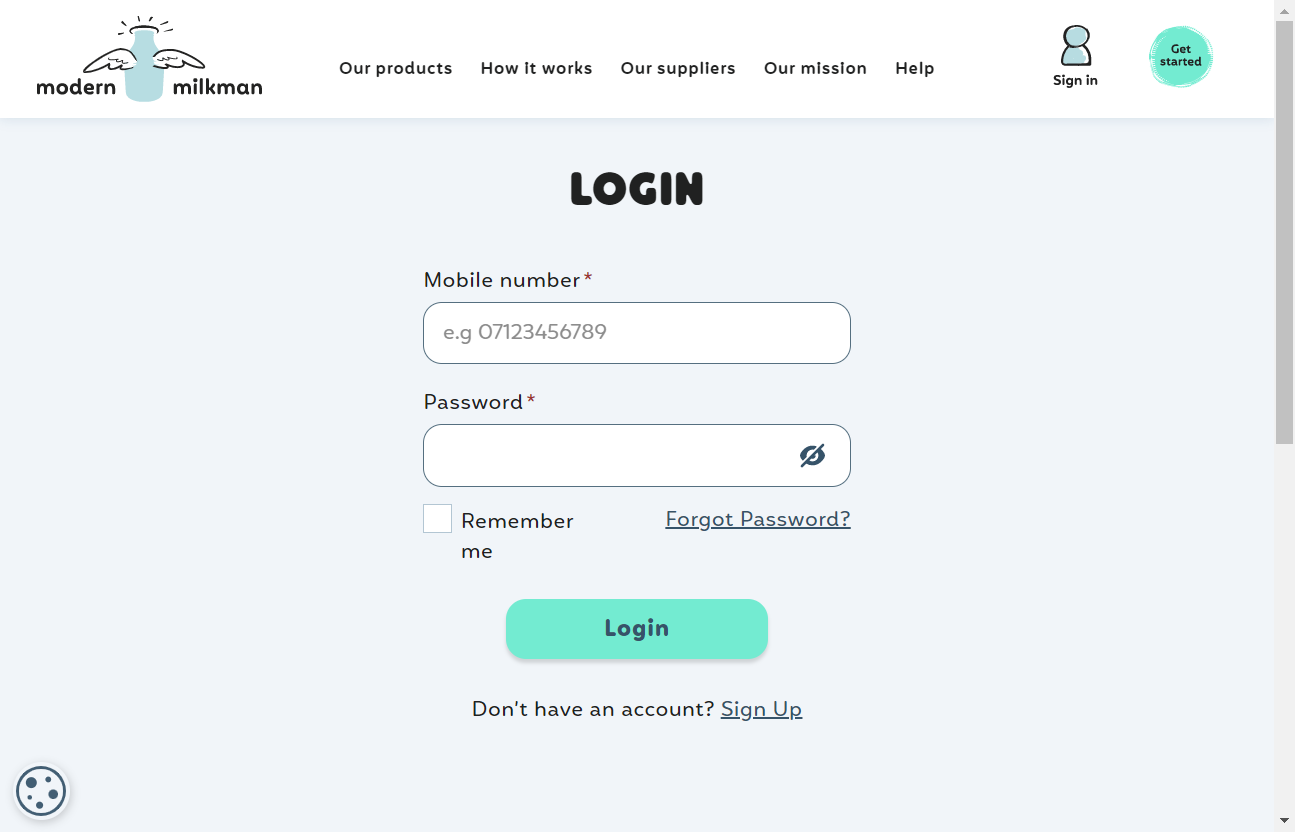 modern milkman
Our products
How it works
Our suppliers
Our mission
Help
Sign in
Get
started
LOGIN
Mobile number*
e.g 07123456789
Password*
Remember
me
Forgot Password?
Login
Don't have an account? Sign Up